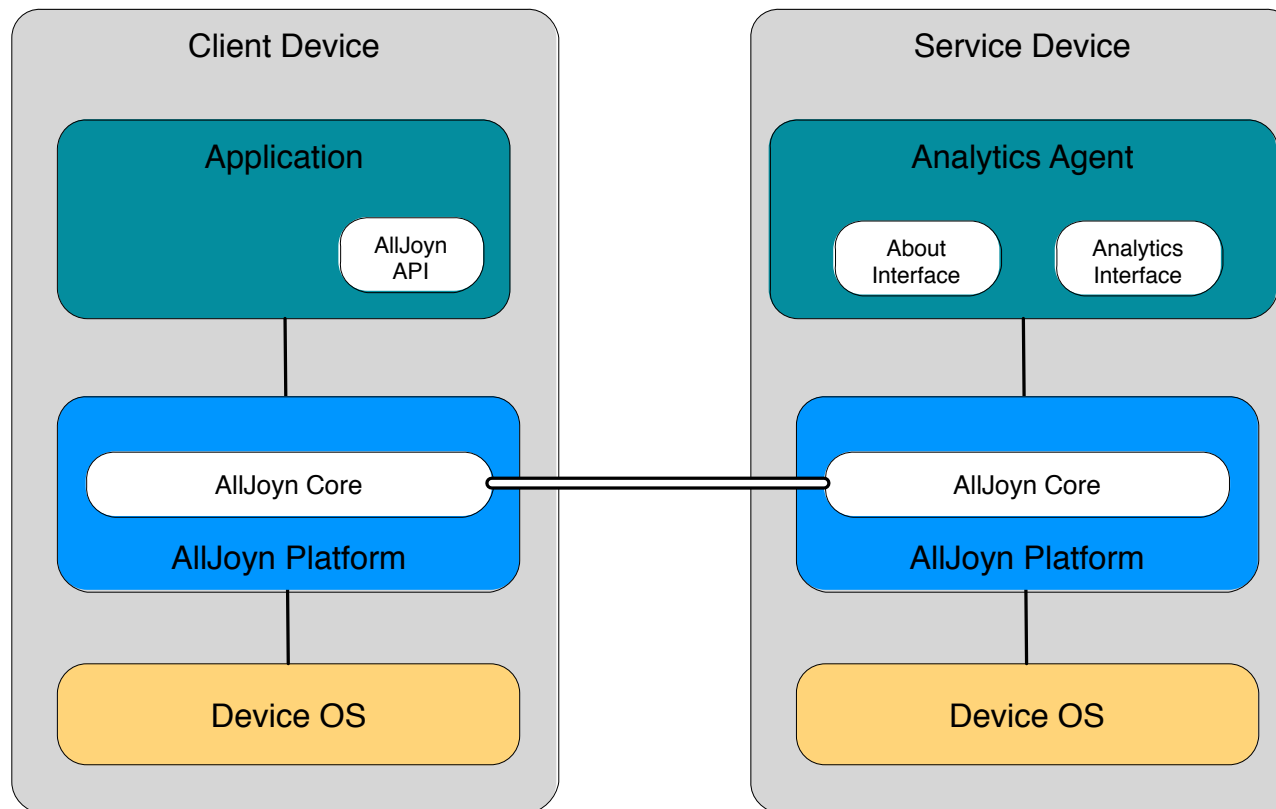 Client Device
Application
AllJoyn
API
AllJoyn Core
AllJoyn Platform
Device OS
Service Device
Analytics Agent
About
Interface
Analytics
Interface
AllJoyn Core
AllJoyn Platform
Device OS